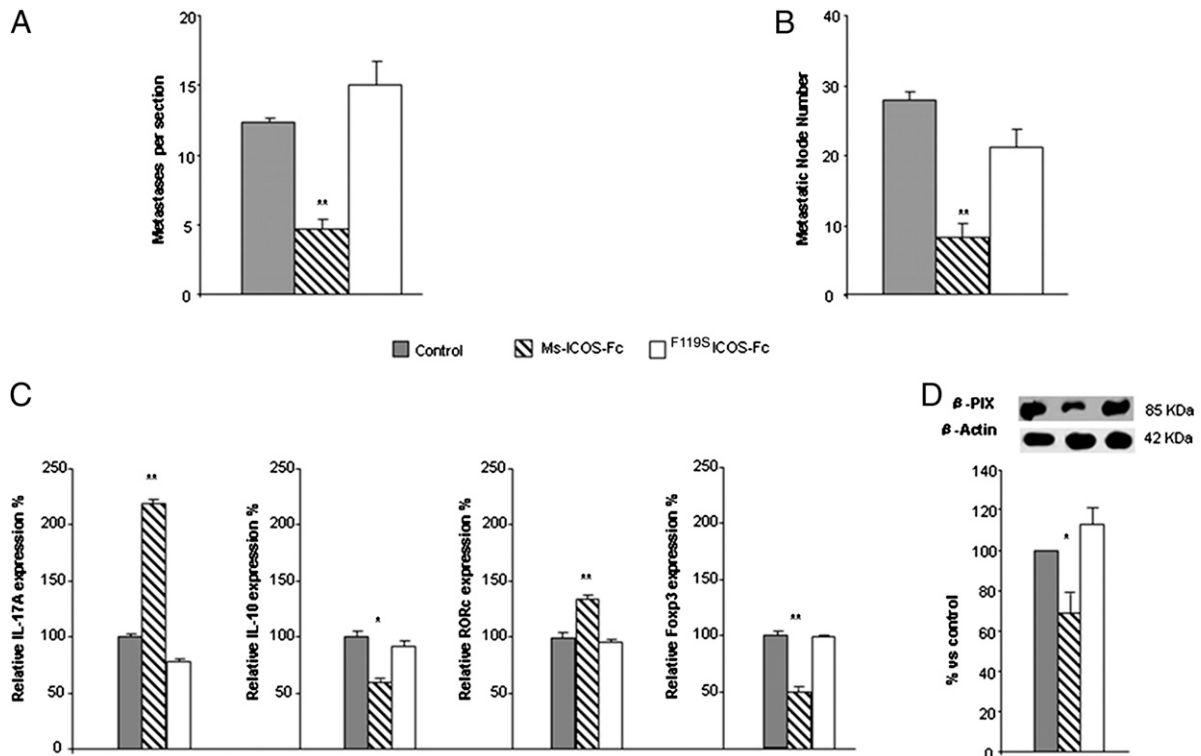 A
Metastases per section
20
15
10
5
0
**
B
Metastatic Node Number
40
30
20
10
0
**
Control
Ms-ICOS-Fc
F119S ICOS-Fc
C
Relative IL-17A expression %
250
200
150
100
50
0
**
Relative IL-10 expression %
250
200
150
100
50
*
Relative RORc expression %
250
200
150
100
50
**
Relative Foxp3 expression %
250
200
150
100
50
**
D
β-PIX
85 KDa
β-Actin
42 KDa
% vs control
140
120
100
80
60
40
20
0
*